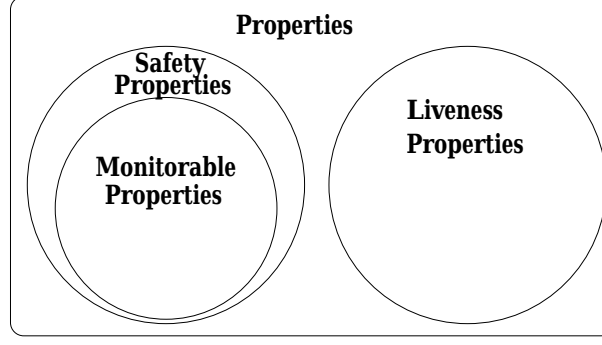 Properties
Safety
Properties
Monitorable
Properties
Liveness
Properties